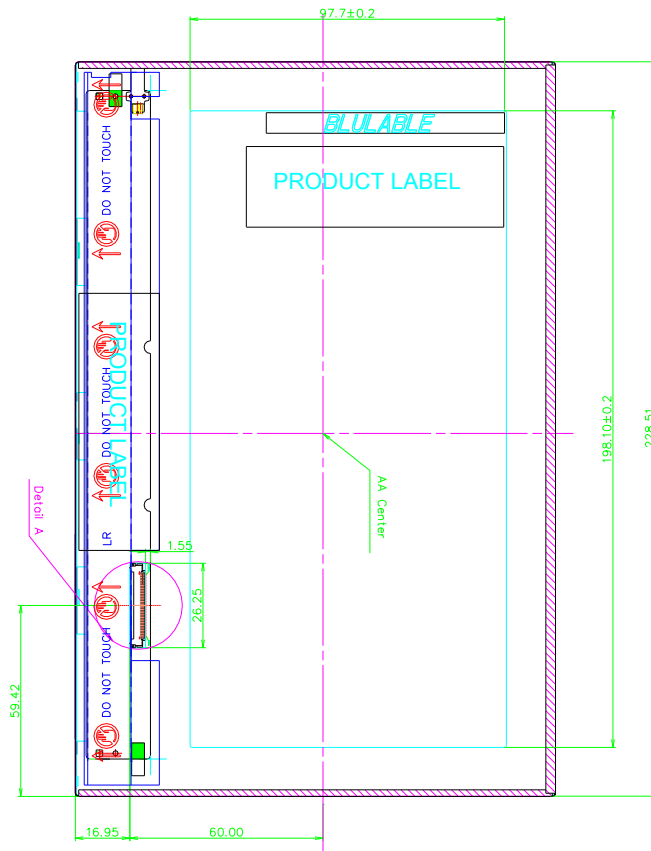 97.7±0.2
BLULABLE
PRODUCT LABEL
DO NOT TOUCH
PRODUCT LABEL
DO NOT TOUCH
198.10±0.2
228.51
AA Center
Detail A
LR
1.55
26.25
DO NOT TOUCH
59.42
16.95
60.00